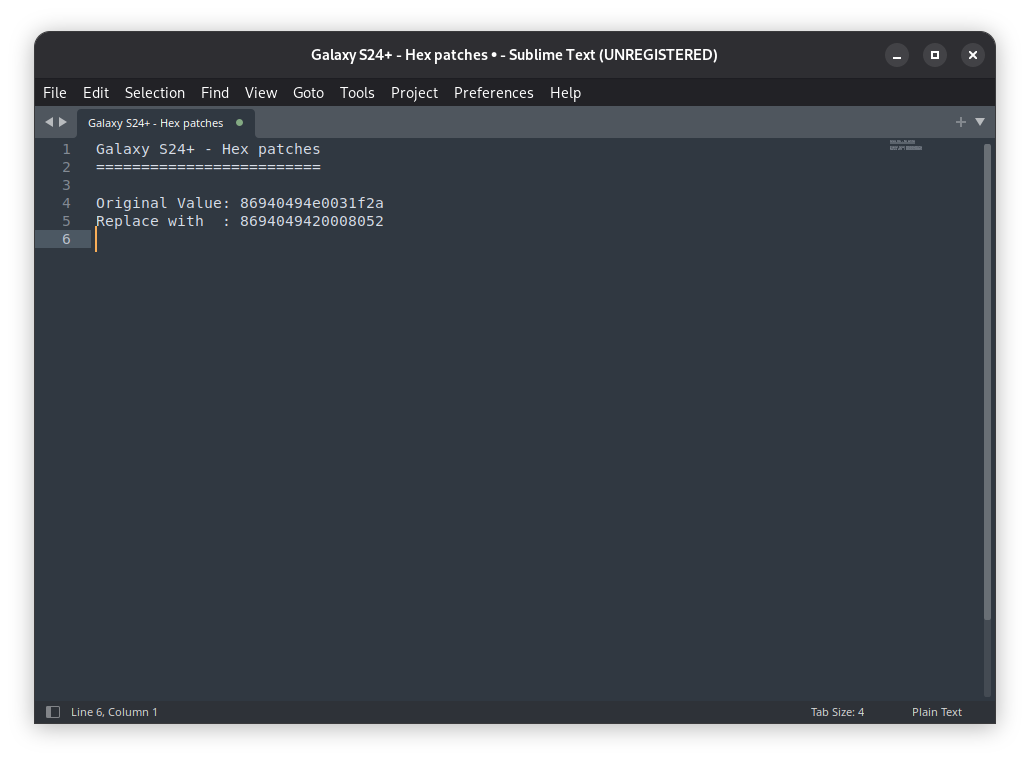 Galaxy S24+ - Hex patches • - Sublime Text (UNREGISTERED)
File Edit Selection Find View Goto Tools Project Preferences Help
Galaxy S24+ - Hex patches
1 Galaxy S24+ - Hex patches
2 =========================
3
4 Original Value: 86940494e0031f2a
5 Replace with  : 8694049420008052
6
Line 6, Column 1 Tab Size: 4 Plain Text